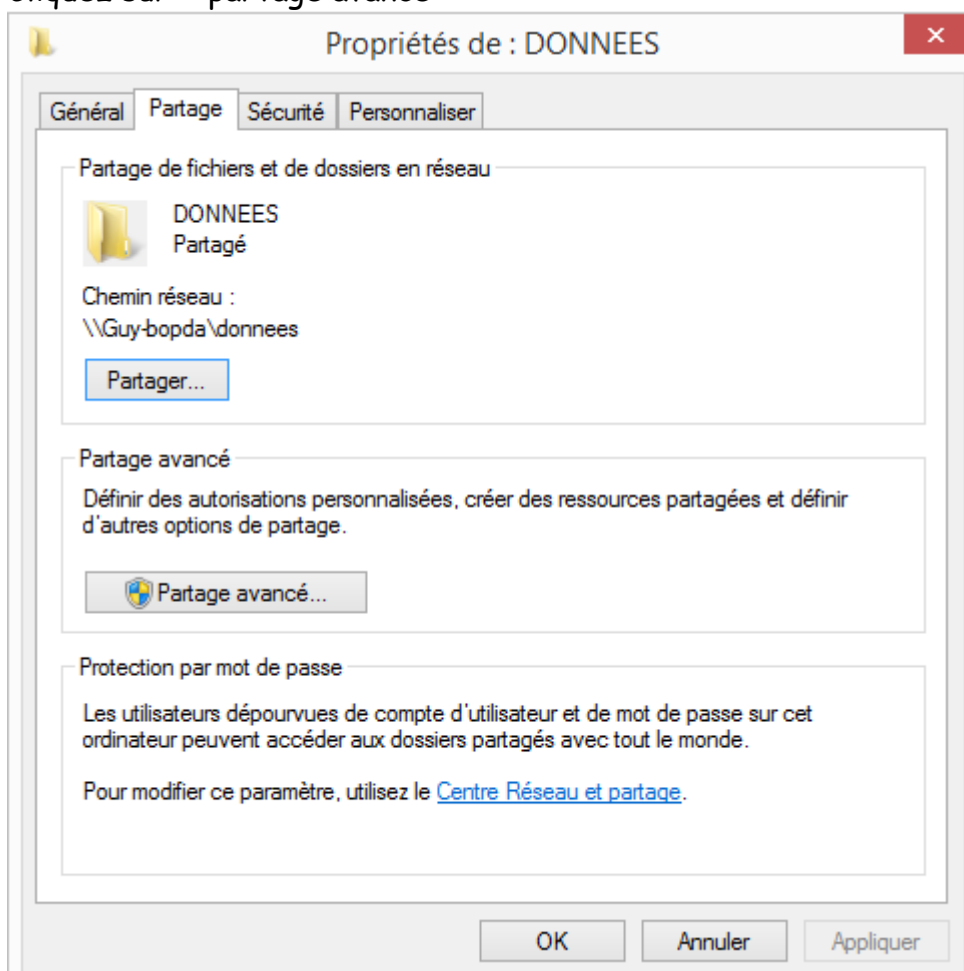 Cliquez sur " partage avancé "
Propriétés de : DONNEES
Général Partage Sécurité Personnaliser
Partage de fichiers et de dossiers en réseau
DONNEES
Partagé
Chemin réseau :
\\Guy-bopda\donnees
Partager...
Partage avancé
Définir des autorisations personnalisées, créer des ressources partagées et définir
d'autres options de partage.
Partage avancé...
Protection par mot de passe
Les utilisateurs dépourvues de compte d'utilisateur et de mot de passe sur cet
ordinateur peuvent accéder aux dossiers partagés avec tout le monde.
Pour modifier ce paramètre, utilisez le Centre Réseau et partage.
OK Annuler Appliquer